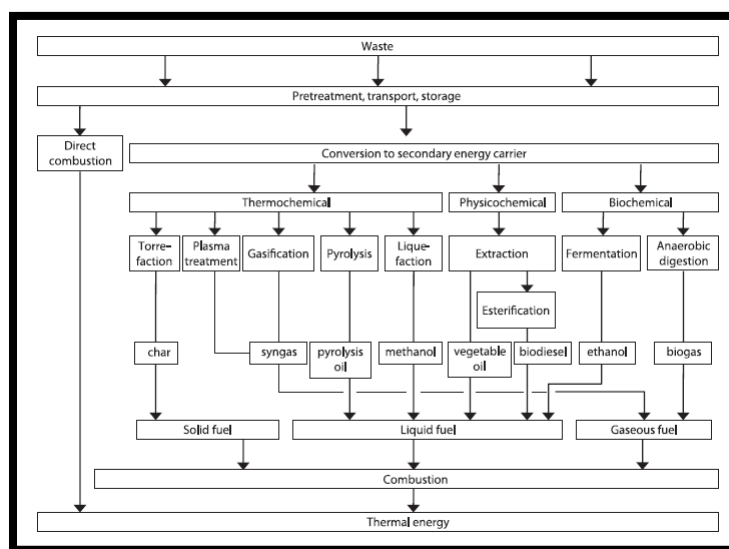 Waste
Pretreatment, transport, storage
Direct
combustion
Conversion to secondary energy carrier
Thermochemical
Physicochemical
Biochemical
Torre-
faction
Plasma
treatment
Gasification
Pyrolysis
Lique-
faction
Extraction
Fermentation
Anaerobic
digestion
Esterification
char
syngas
pyrolysis
oil
methanol
vegetable
oil
biodiesel
ethanol
biogas
Solid fuel
Liquid fuel
Gaseous fuel
Combustion
Thermal energy